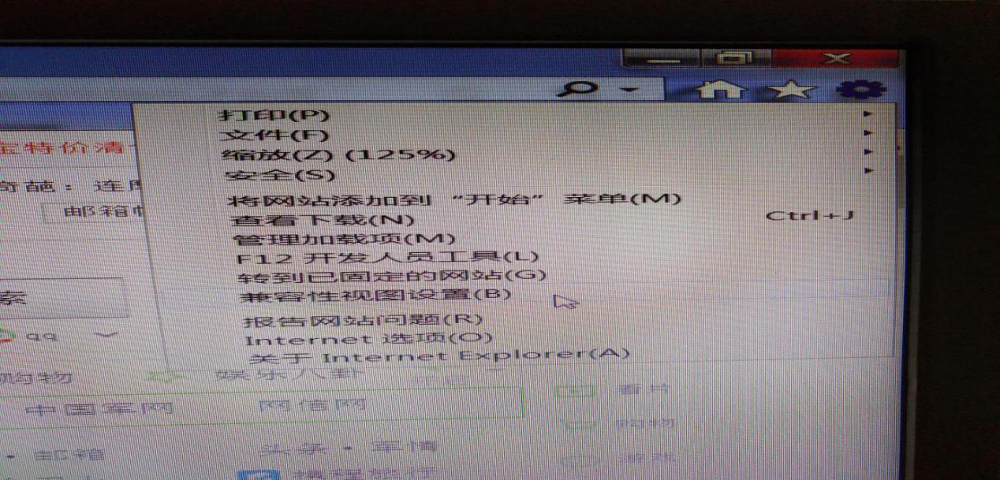 打印(P)
文件(F)
缩放(Z) (125%)
安全(S)
将网站添加到 “开始” 菜单(M)
查看下载(N) Ctrl+J
管理加载项(M)
F12 开发人员工具(L)
转到已固定的网站(G)
兼容性视图设置(B)
报告网站问题(R)
Internet 选项(O)
关于 Internet Explorer(A)
特价清
奇葩：连
邮箱
索
qq
购物
娱乐八卦
看片
中国军网
网信网
购物
· 邮箱
头条 · 军情
游戏
携程旅行